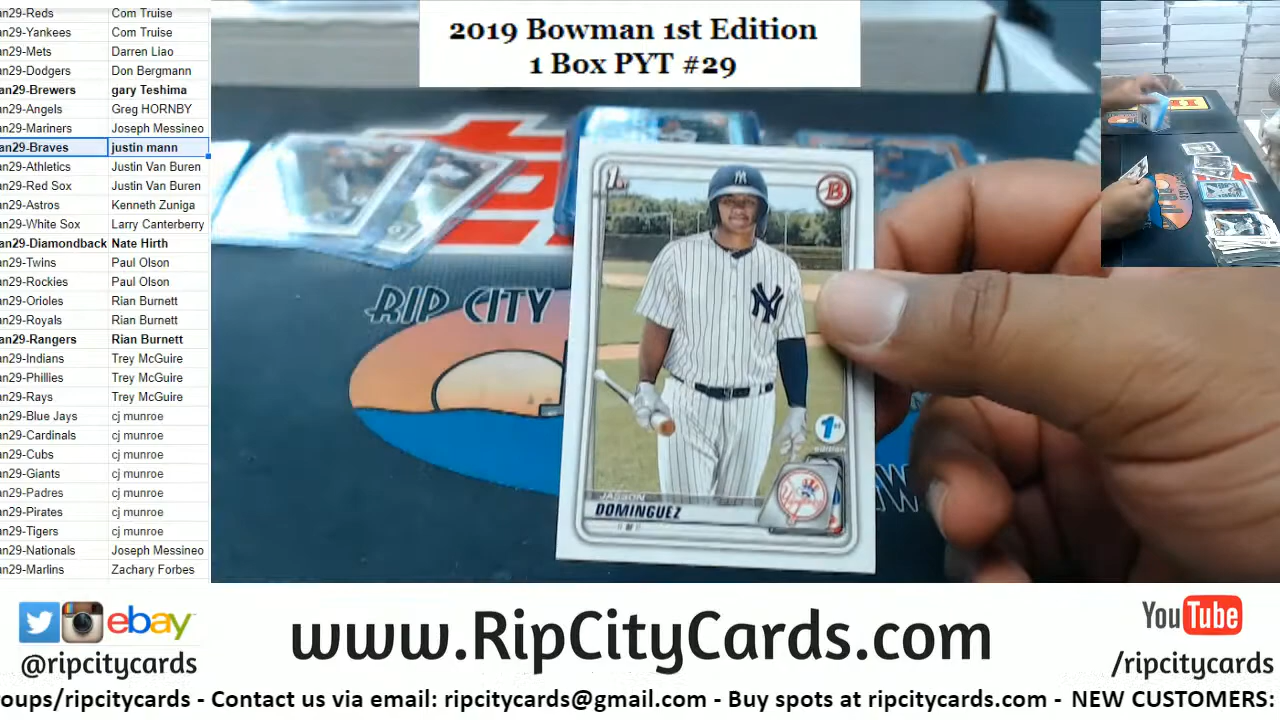 2019 Bowman 1st Edition
1 Box PYT #29
an29-Reds Com Truise
an29-Yankees Com Truise
an29-Mets Darren Liao
an29-Dodgers Don Bergmann
an29-Brewers gary Teshima
an29-Angels Greg HORNBY
an29-Mariners Joseph Messineo
an29-Braves justin mann
an29-Athletics Justin Van Buren
an29-Red Sox Justin Van Buren
an29-Astros Kenneth Zuniga
an29-White Sox Larry Canterberry
an29-Diamondback Nate Hirth
an29-Twins Paul Olson
an29-Rockies Paul Olson
an29-Orioles Rian Burnett
an29-Royals Rian Burnett
an29-Rangers Rian Burnett
an29-Indians Trey McGuire
an29-Phillies Trey McGuire
an29-Rays Trey McGuire
an29-Blue Jays cj munroe
an29-Cardinals cj munroe
an29-Cubs cj munroe
an29-Giants cj munroe
an29-Padres cj munroe
an29-Pirates cj munroe
an29-Tigers cj munroe
an29-Nationals Joseph Messineo
an29-Marlins Zachary Forbes
RIP CITY
1st
B
NY
1st
edition
Yankees
JASSON
DOMINGUEZ
ebay
@ripcitycards
www.RipCityCards.com
YouTube
/ripcitycards
roups/ripcitycards - Contact us via email: ripcitycards@gmail.com - Buy spots at ripcitycards.com - NEW CUSTOMERS: